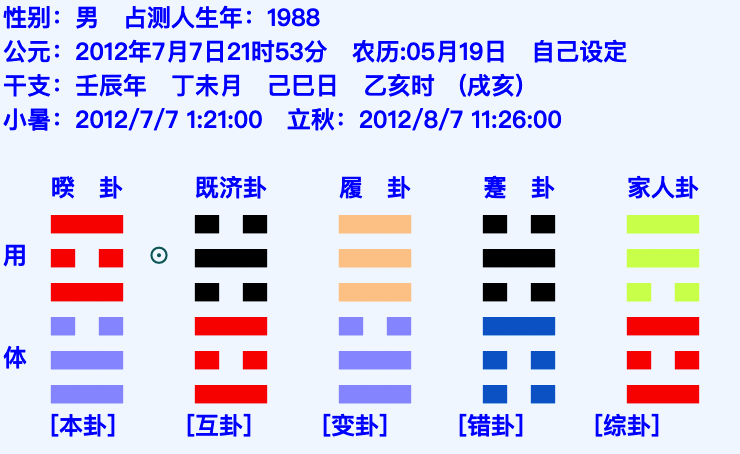 性别：男　占测人生年：1988
公元：2012年7月7日21时53分　农历:05月19日　自己设定
干支：壬辰年　丁未月　己巳日　乙亥时　（戌亥）
小暑：2012/7/7 1:21:00　立秋：2012/8/7 11:26:00
暌　卦　既济卦　履　卦　蹇　卦　家人卦
用
体
［本卦］　［互卦］　［变卦］　［错卦］　［综卦］